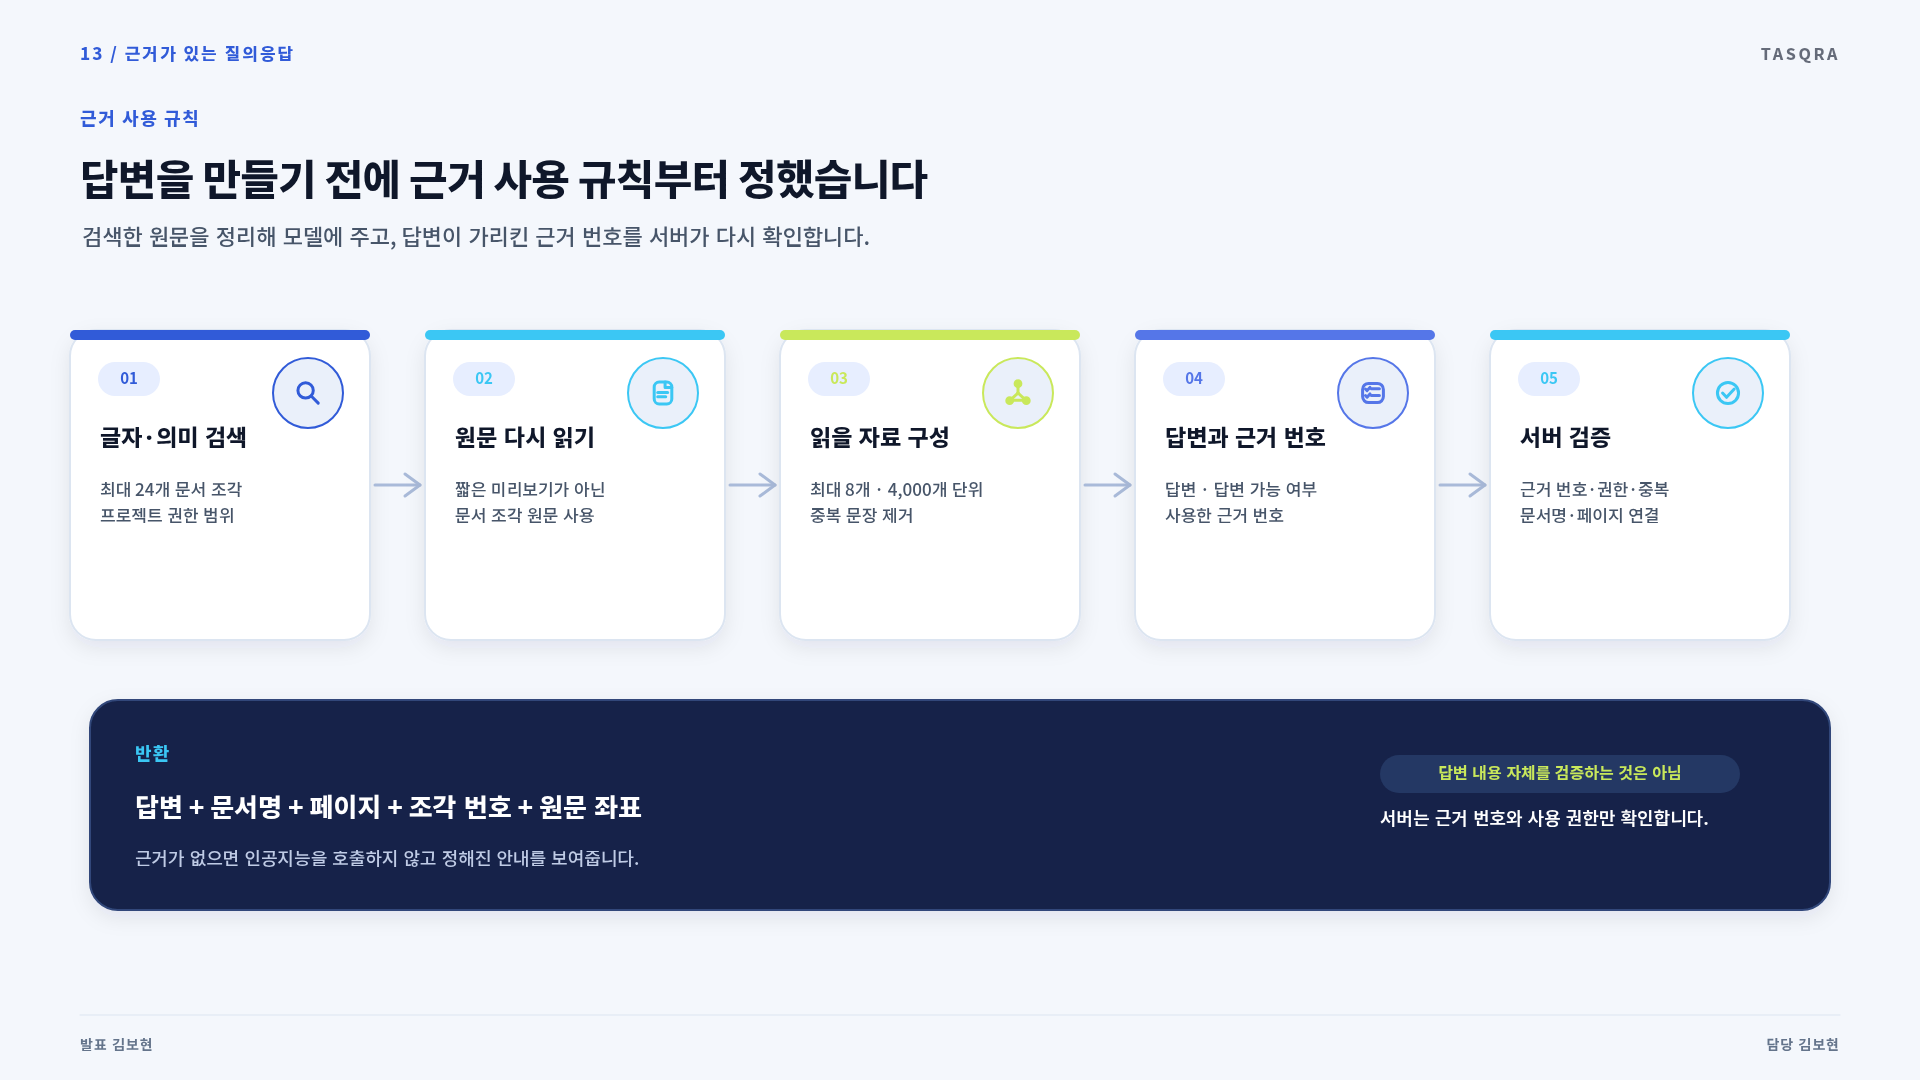 13 / 근거가 있는 질의응답
TASQRA
근거 사용 규칙
답변을 만들기 전에 근거 사용 규칙부터 정했습니다
검색한 원문을 정리해 모델에 주고, 답변이 가리킨 근거 번호를 서버가 다시 확인합니다.
01
글자·의미 검색
최대 24개 문서 조각
프로젝트 권한 범위
02
원문 다시 읽기
짧은 미리보기가 아닌
문서 조각 원문 사용
03
읽을 자료 구성
최대 8개 · 4,000개 단위
중복 문장 제거
04
답변과 근거 번호
답변 · 답변 가능 여부
사용한 근거 번호
05
서버 검증
근거 번호·권한·중복
문서명·페이지 연결
반환
답변 + 문서명 + 페이지 + 조각 번호 + 원문 좌표
근거가 없으면 인공지능을 호출하지 않고 정해진 안내를 보여줍니다.
답변 내용 자체를 검증하는 것은 아님
서버는 근거 번호와 사용 권한만 확인합니다.
발표 김보현
담당 김보현